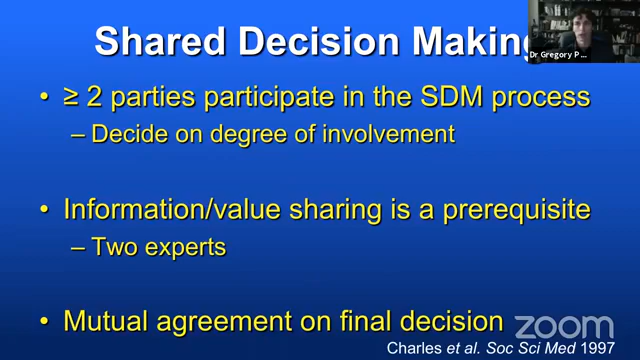 Shared Decision Making
Dr Gregory P...
• ≥ 2 parties participate in the SDM process
– Decide on degree of involvement
• Information/value sharing is a prerequisite
– Two experts
• Mutual agreement on final decision
zoom
Charles et al. Soc Sci Med 1997